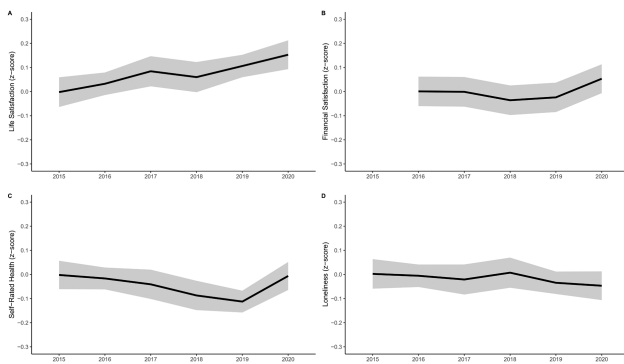 A
Life Satisfaction (z-score)
0.3
0.2
0.1
0.0
−0.1
−0.2
−0.3
2015 2016 2017 2018 2019 2020
B
Financial Satisfaction (z-score)
0.3
0.2
0.1
0.0
−0.1
−0.2
−0.3
2015 2016 2017 2018 2019 2020
C
Self-Rated Health (z-score)
0.3
0.2
0.1
0.0
−0.1
−0.2
−0.3
2015 2016 2017 2018 2019 2020
D
Loneliness (z-score)
0.3
0.2
0.1
0.0
−0.1
−0.2
−0.3
2015 2016 2017 2018 2019 2020